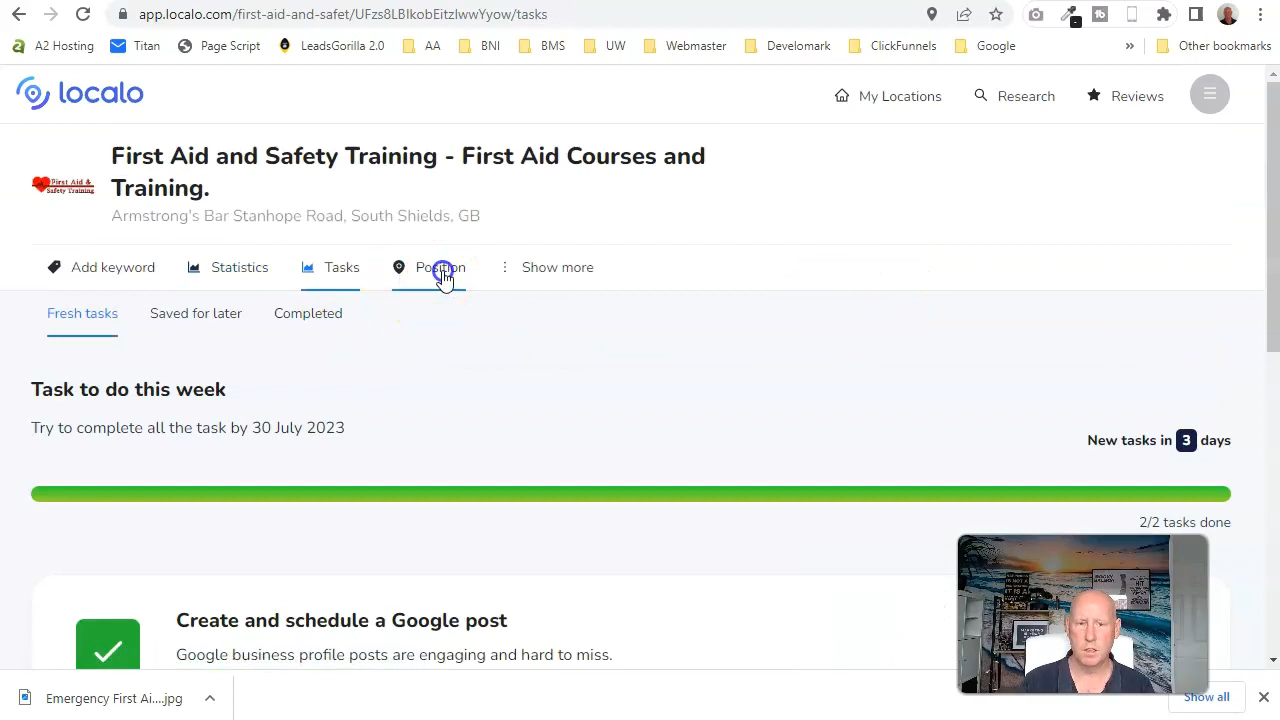 app.localo.com/first-aid-and-safet/UFzs8LBIkobEitzlwwYyow/tasks
A2 Hosting Titan Page Script LeadsGorilla 2.0 AA BNI BMS UW Webmaster Develomark ClickFunnels Google » Other bookmarks
localo
My Locations Research Reviews
First Aid and Safety Training - First Aid Courses and
Training.
First Aid &
Safety Training
Armstrong's Bar Stanhope Road, South Shields, GB
Add keyword Statistics Tasks Position Show more
Fresh tasks Saved for later Completed
Task to do this week
Try to complete all the task by 30 July 2023
New tasks in 3 days
2/2 tasks done
Create and schedule a Google post
Google business profile posts are engaging and hard to miss.
Emergency First Ai....jpg
Show all